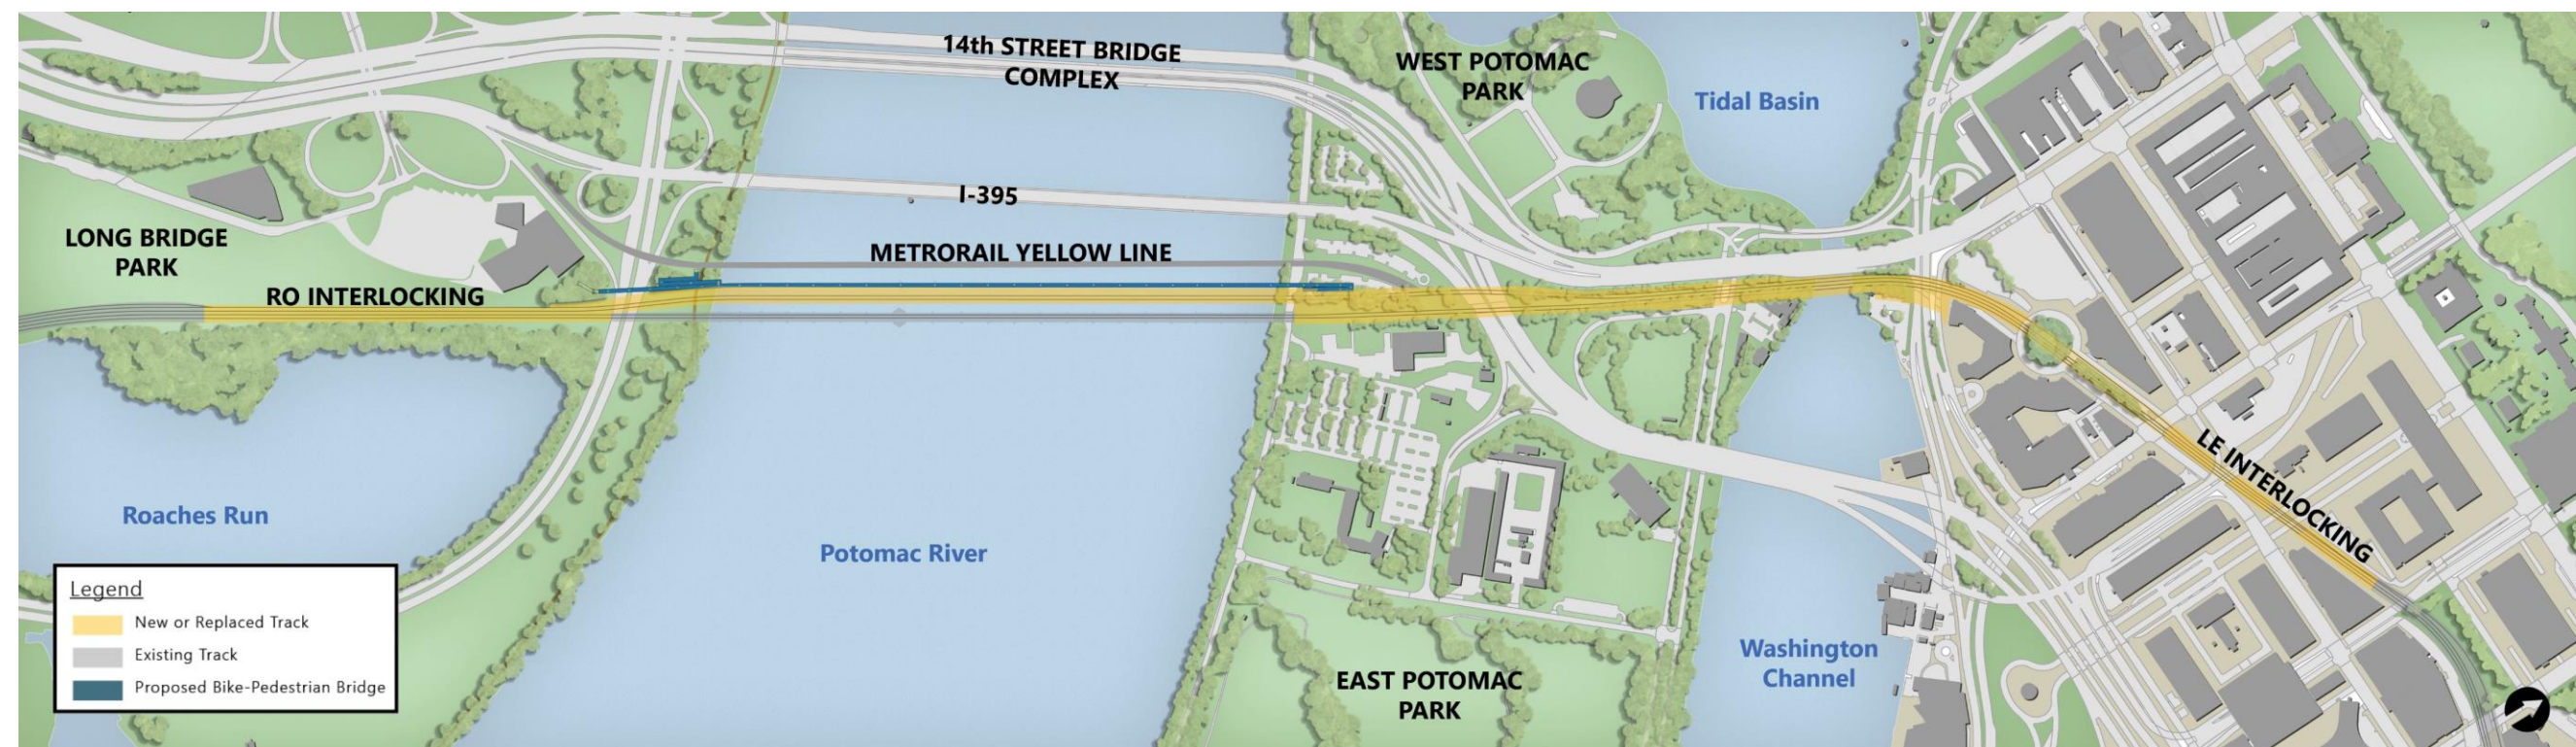 14th STREET BRIDGE
COMPLEX
WEST POTOMAC
PARK
Tidal Basin
I-395
LONG BRIDGE
PARK
METRORAIL YELLOW LINE
RO INTERLOCKING
LE INTERLOCKING
Roaches Run
Potomac River
Washington
Channel
EAST POTOMAC
PARK
Legend
New or Replaced Track
Existing Track
Proposed Bike-Pedestrian Bridge